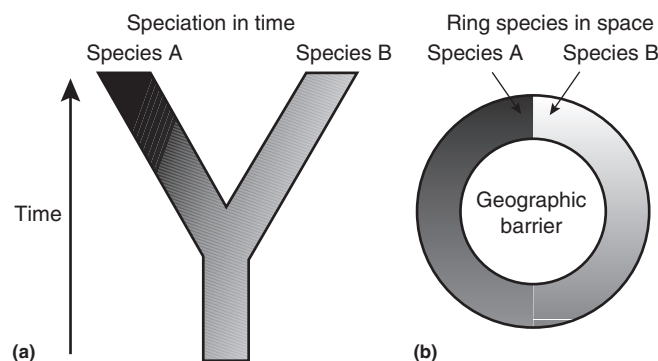 Speciation in time
Species A
Species B
Time
(a)
Ring species in space
Species A
Species B
Geographic
barrier
(b)